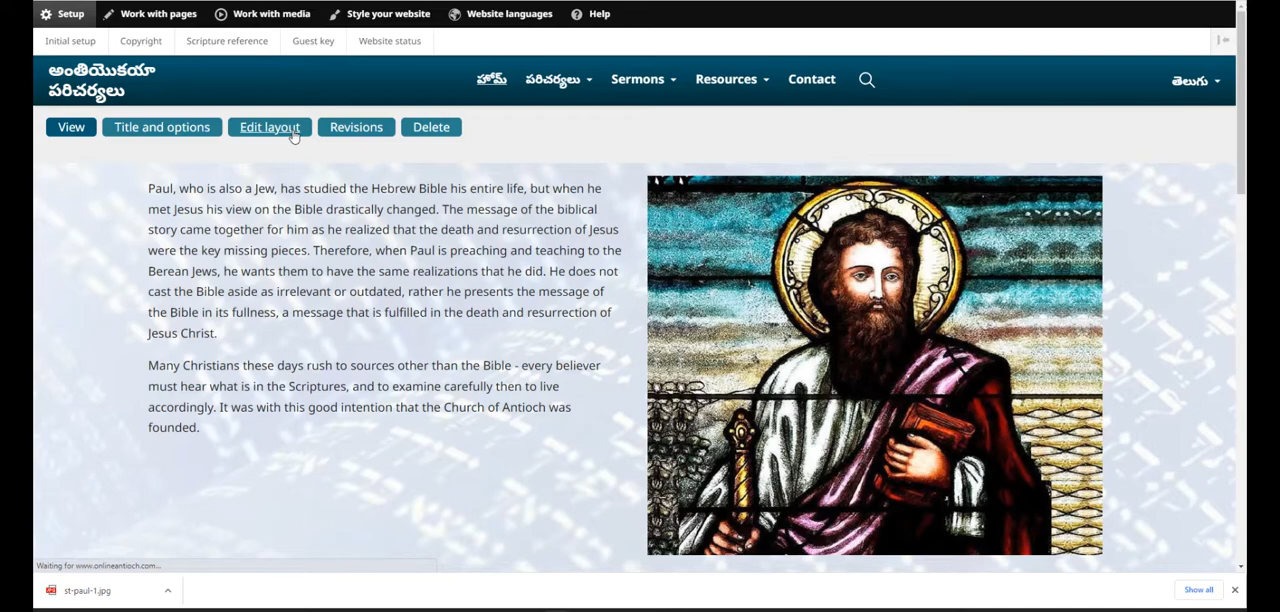 Setup Work with pages Work with media Style your website Website languages Help
Initial setup Copyright Scripture reference Guest key Website status
అంతియొకయా
పరిచర్యలు
హోమ్ పరిచర్యలు Sermons Resources Contact తెలుగు
View Title and options Edit layout Revisions Delete
Paul, who is also a Jew, has studied the Hebrew Bible his entire life, but when he
met Jesus his view on the Bible drastically changed. The message of the biblical
story came together for him as he realized that the death and resurrection of Jesus
were the key missing pieces. Therefore, when Paul is preaching and teaching to the
Berean Jews, he wants them to have the same realizations that he did. He does not
cast the Bible aside as irrelevant or outdated, rather he presents the message of
the Bible in its fullness, a message that is fulfilled in the death and resurrection of
Jesus Christ.
Many Christians these days rush to sources other than the Bible - every believer
must hear what is in the Scriptures, and to examine carefully then to live
accordingly. It was with this good intention that the Church of Antioch was
founded.
Waiting for www.onlineantioch.com...
st-paul-1.jpg Show all